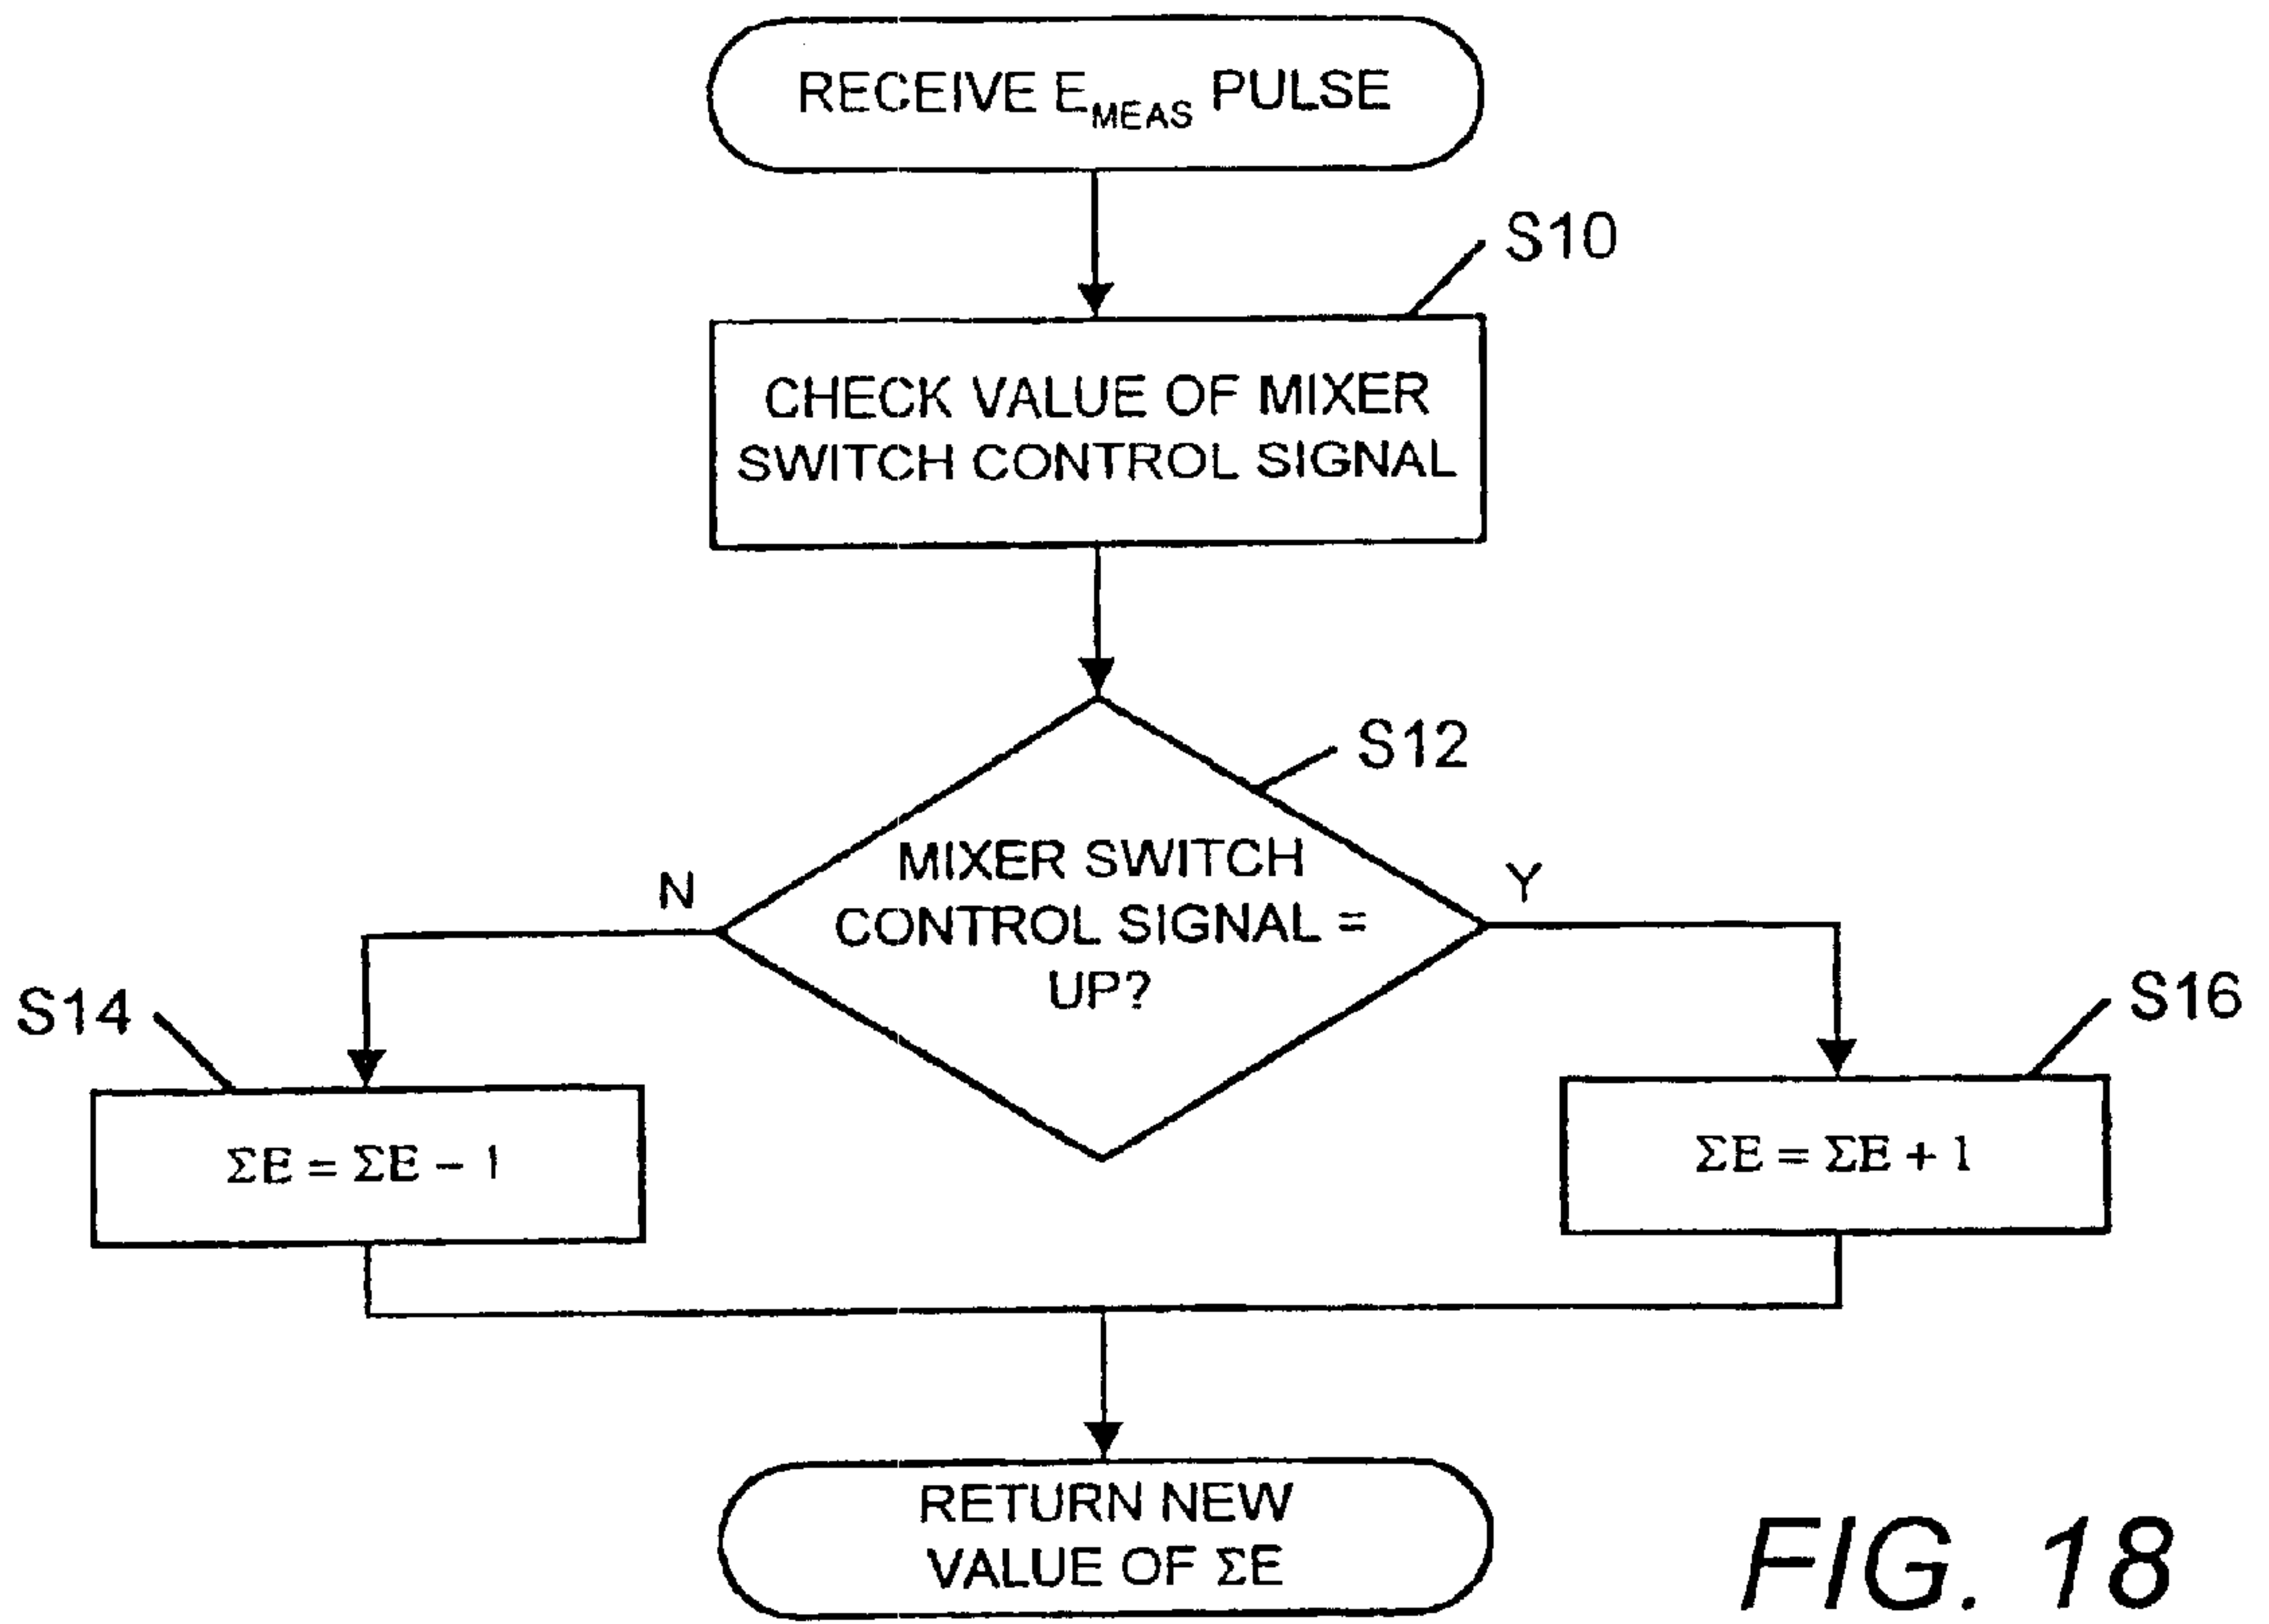 RECEIVE E_MEAS PULSE
S10
CHECK VALUE OF MIXER
SWITCH CONTROL SIGNAL
S12
MIXER SWITCH
CONTROL SIGNAL =
UP?
N
Y
S14
S16
ΣE = ΣE − 1
ΣE = ΣE + 1
RETURN NEW
VALUE OF ΣE
FIG. 18